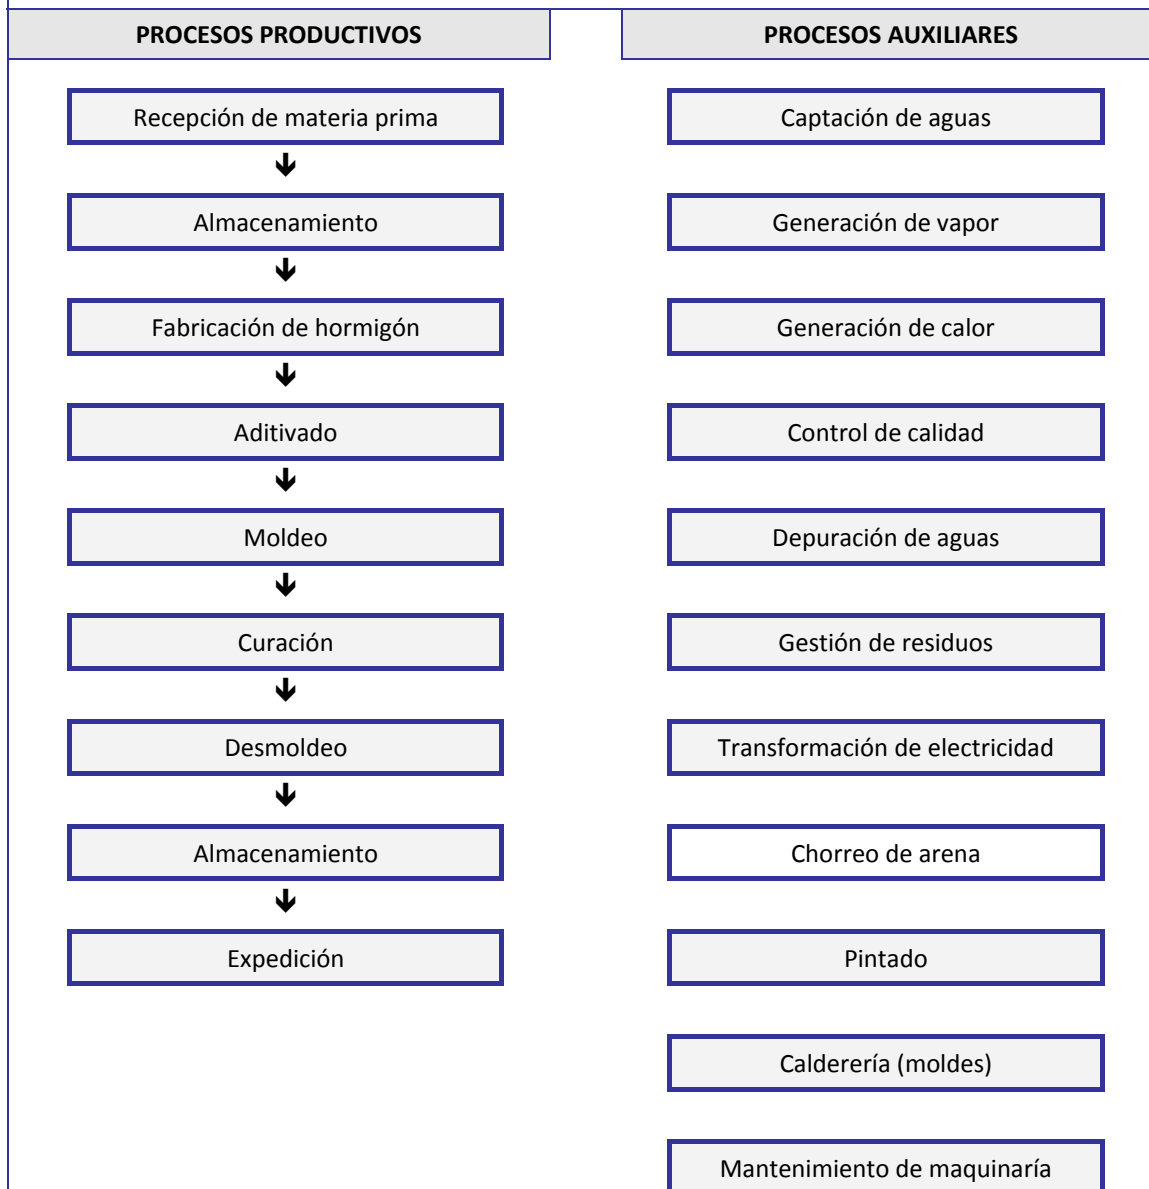 PROCESOS PRODUCTIVOS
Recepción de materia prima
Almacenamiento
Fabricación de hormigón
Aditivado
Moldeo
Curación
Desmoldeo
Almacenamiento
Expedición
PROCESOS AUXILIARES
Captación de aguas
Generación de vapor
Generación de calor
Control de calidad
Depuración de aguas
Gestión de residuos
Transformación de electricidad
Chorreo de arena
Pintado
Calderería (moldes)
Mantenimiento de maquinaría